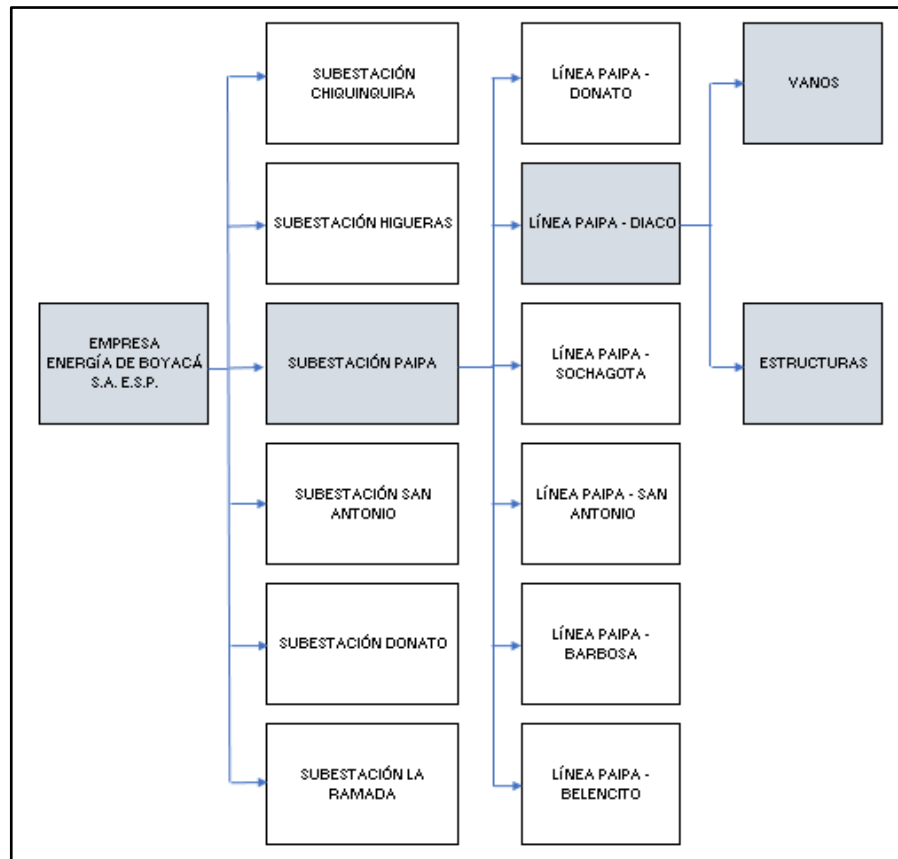 SUBESTACIÓN
CHIQUINQUIRA
LÍNEA PAIPA -
DONATO
VANOS
SUBESTACIÓN HIGUERAS
LÍNEA PAIPA - DIACO
EMPRESA
ENERGÍA DE BOYACÁ
S.A. E.S.P.
SUBESTACIÓN PAIPA
LÍNEA PAIPA -
SOCHAGOTA
ESTRUCTURAS
SUBESTACIÓN SAN
ANTONIO
LÍNEA PAIPA - SAN
ANTONIO
SUBESTACIÓN DONATO
LÍNEA PAIPA -
BARBOSA
SUBESTACIÓN LA
RAMADA
LÍNEA PAIPA -
BELENCITO